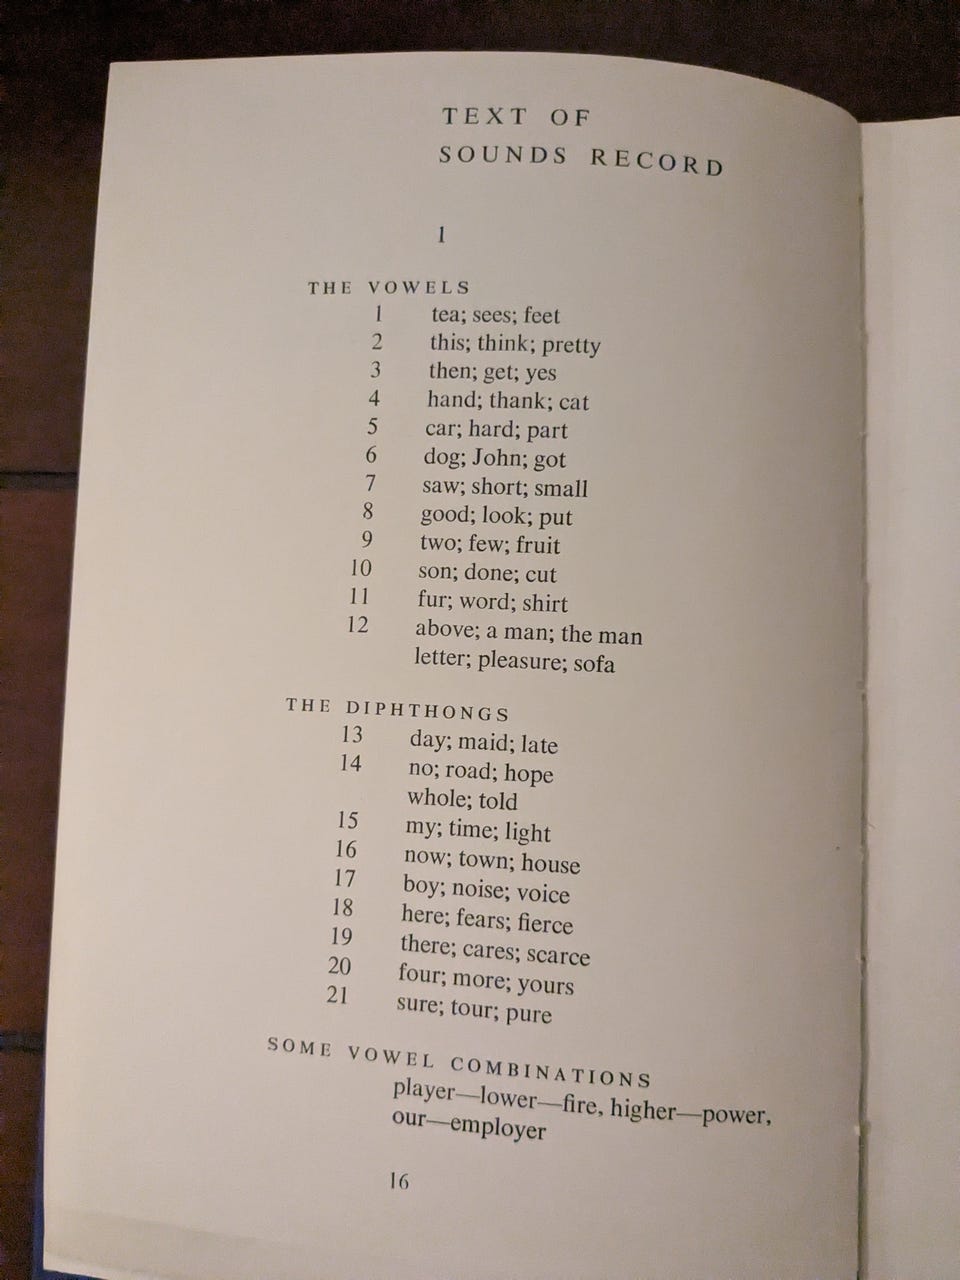 TEXT OF
SOUNDS RECORD
1
THE VOWELS
1 tea; sees; feet
2 this; think; pretty
3 then; get; yes
4 hand; thank; cat
5 car; hard; part
6 dog; John; got
7 saw; short; small
8 good; look; put
9 two; few; fruit
10 son; done; cut
11 fur; word; shirt
12 above; a man; the man
letter; pleasure; sofa
THE DIPHTHONGS
13 day; maid; late
14 no; road; hope
whole; told
15 my; time; light
16 now; town; house
17 boy; noise; voice
18 here; fears; fierce
19 there; cares; scarce
20 four; more; yours
21 sure; tour; pure
SOME VOWEL COMBINATIONS
player—lower—fire, higher—power,
our—employer
16